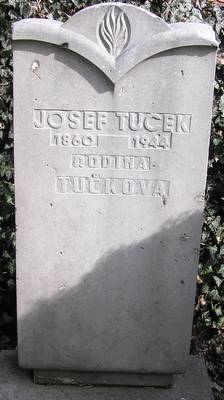 JOSEF TUČEK
1860 — 1944
RODINA
TUČKOVA